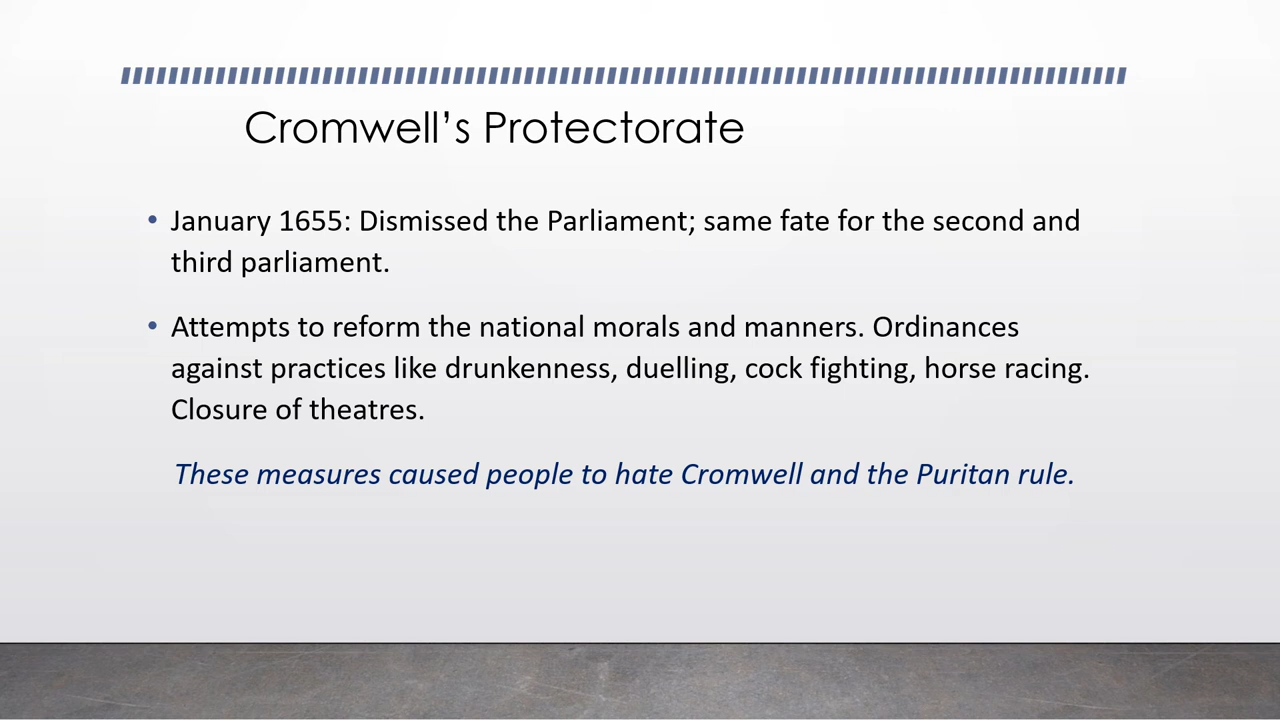 Cromwell’s Protectorate
• January 1655: Dismissed the Parliament; same fate for the second and
third parliament.
• Attempts to reform the national morals and manners. Ordinances
against practices like drunkenness, duelling, cock fighting, horse racing.
Closure of theatres.
These measures caused people to hate Cromwell and the Puritan rule.